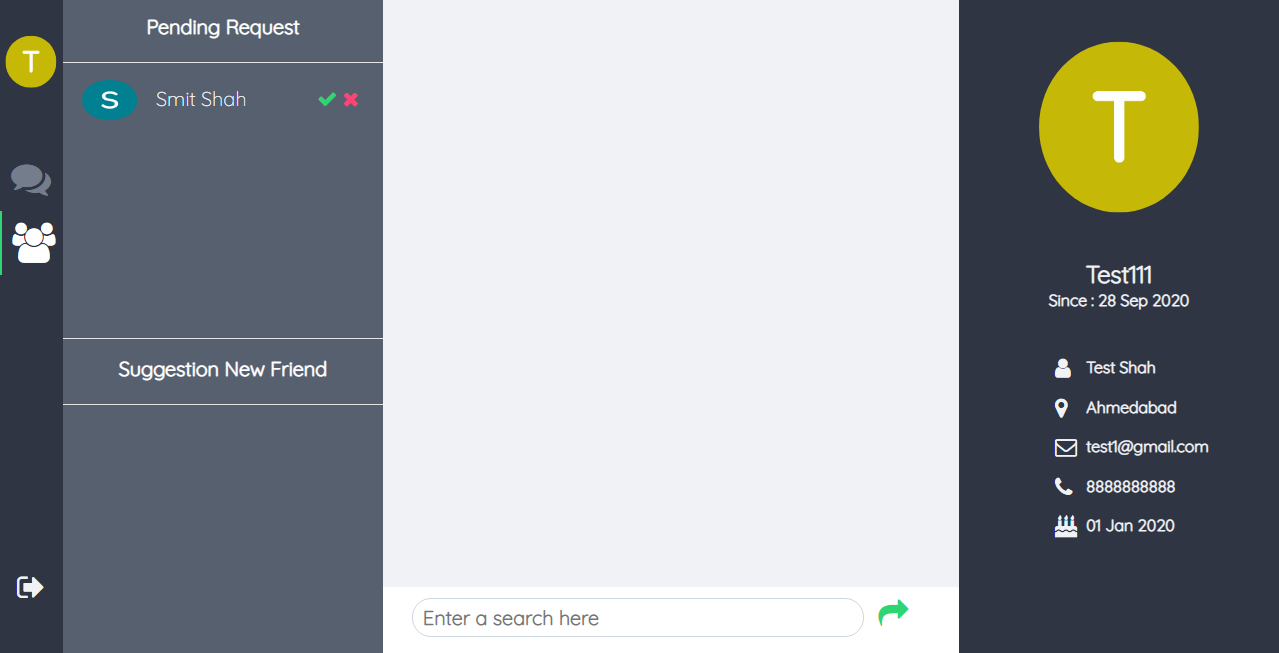 T
Pending Request
S Smit Shah
Suggestion New Friend
Enter a search here
T
Test111
Since : 28 Sep 2020
Test Shah
Ahmedabad
test1@gmail.com
8888888888
01 Jan 2020